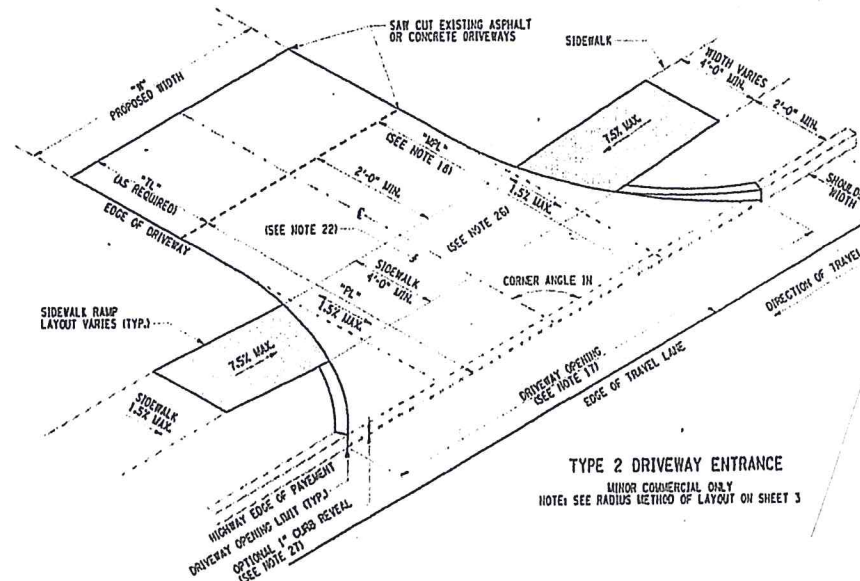 SAW CUT EXISTING ASPHALT
OR CONCRETE DRIVEWAYS
SIDEWALK
WIDTH VARIES
4'-0" MIN.
2'-0" MIN.
"W"
PROPOSED WIDTH
7.5% MAX.
"MPL"
(SEE NOTE 18)
SHOUL
WIDTH
"TL"
(AS REQUIRED)
EDGE OF DRIVEWAY
2'-0" MIN.
1.5% MAX.
(SEE NOTE 22)
(SEE NOTE 26)
SIDEWALK
4'-0" MIN.
CORNER ANGLE IN
DIRECTION OF TRAVEL
SIDEWALK RAMP
LAYOUT VARIES (TYP.)
"PL"
1.5% MAX.
7.5% MAX.
DRIVEWAY OPENING
(SEE NOTE 17)
EDGE OF TRAVEL LANE
SIDEWALK
1.5% MAX.
TYPE 2 DRIVEWAY ENTRANCE
MINOR COMMERCIAL ONLY
NOTE: SEE RADIUS METHOD OF LAYOUT ON SHEET 3
HIGHWAY EDGE OF PAVEMENT
DRIVEWAY OPENING LIMIT (TYP.)
OPTIONAL 1" CURB REVEAL
(SEE NOTE 27)